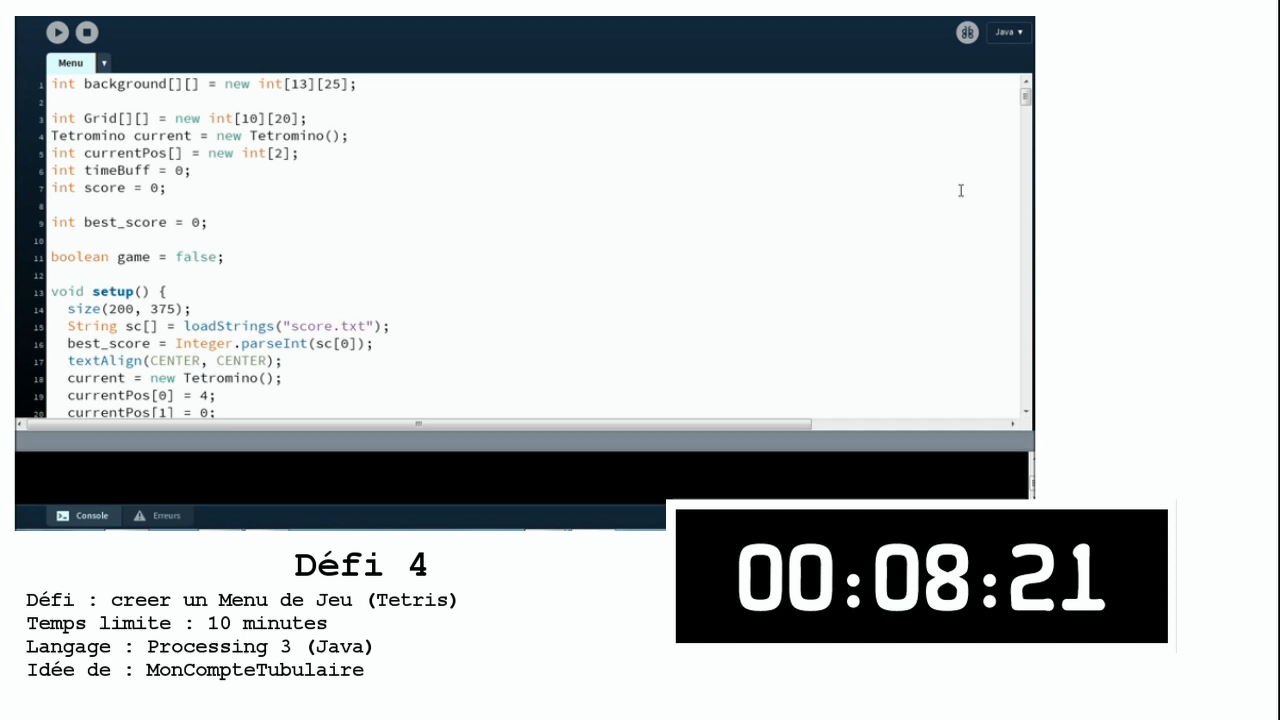 Java ▾
Menu
1 int background[][] = new int[13][25];
2
3 int Grid[][] = new int[10][20];
4 Tetromino current = new Tetromino();
5 int currentPos[] = new int[2];
6 int timeBuff = 0;
7 int score = 0;
8
9 int best_score = 0;
10
11 boolean game = false;
12
13 void setup() {
14 size(200, 375);
15 String sc[] = loadStrings("score.txt");
16 best_score = Integer.parseInt(sc[0]);
17 textAlign(CENTER, CENTER);
18 current = new Tetromino();
19 currentPos[0] = 4;
20 currentPos[1] = 0;
Console Erreurs
00:08:21
Défi 4
Défi : creer un Menu de Jeu (Tetris)
Temps limite : 10 minutes
Langage : Processing 3 (Java)
Idée de : MonCompteTubulaire